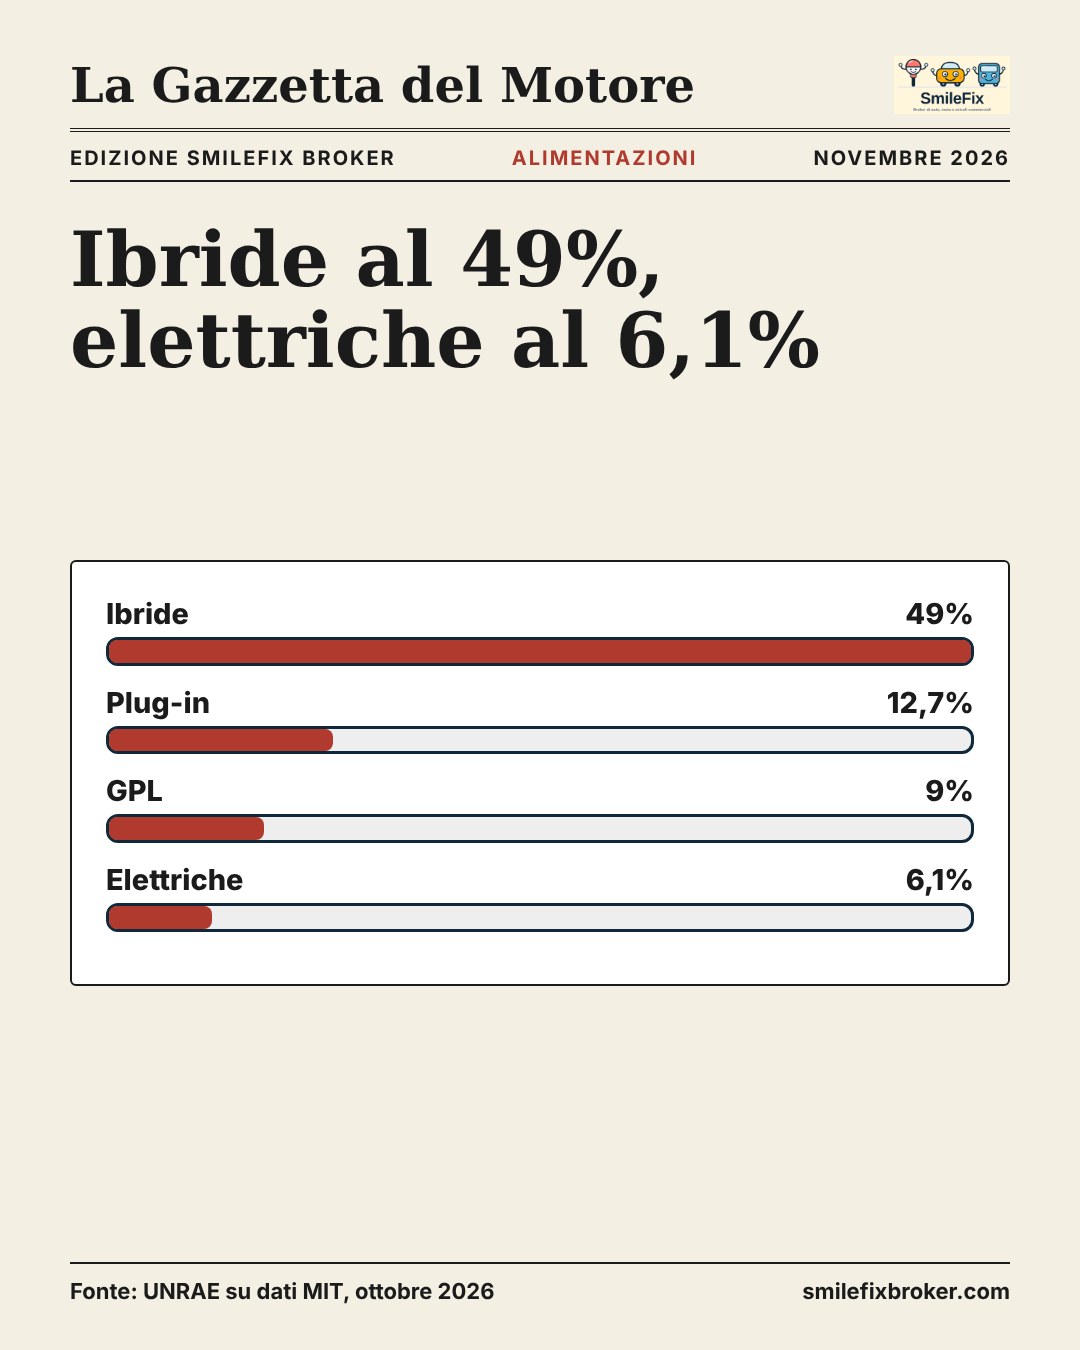 La Gazzetta del Motore
SmileFix
EDIZIONE SMILEFIX BROKER
ALIMENTAZIONI
NOVEMBRE 2026
Ibride al 49%,
elettriche al 6,1%
Ibride 49%
Plug-in 12,7%
GPL 9%
Elettriche 6,1%
Fonte: UNRAE su dati MIT, ottobre 2026
smilefixbroker.com